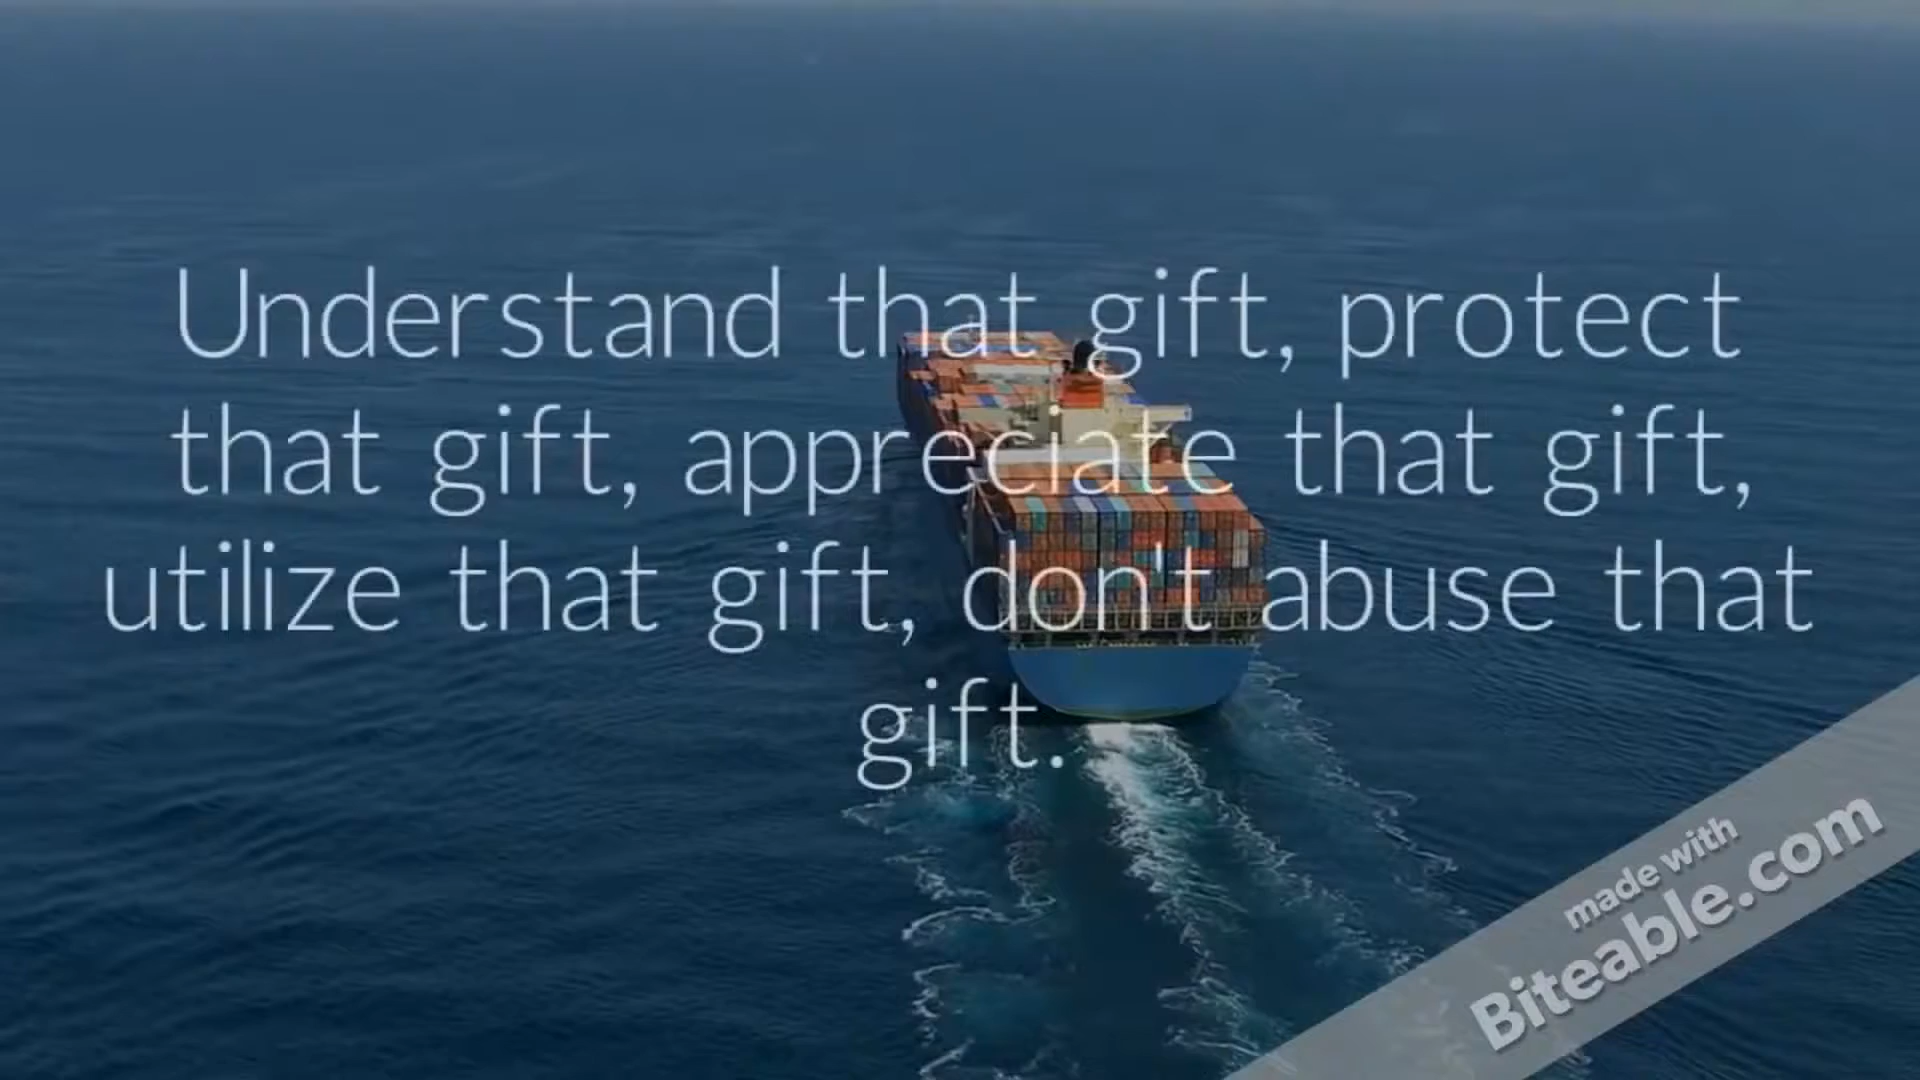 Understand that gift, protect
that gift, appreciate that gift,
utilize that gift, don't abuse that
gift.
made with
Biteable.com